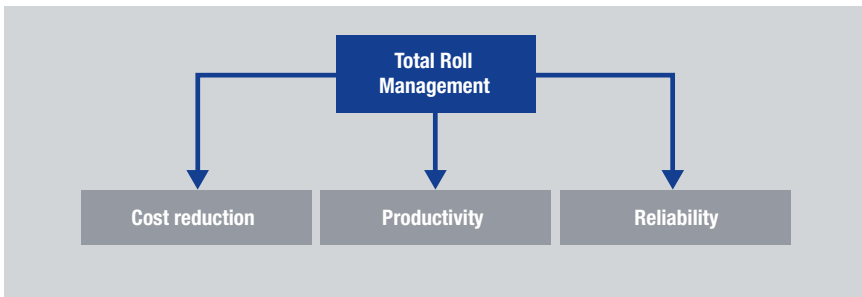 Total Roll
Management
Cost reduction
Productivity
Reliability